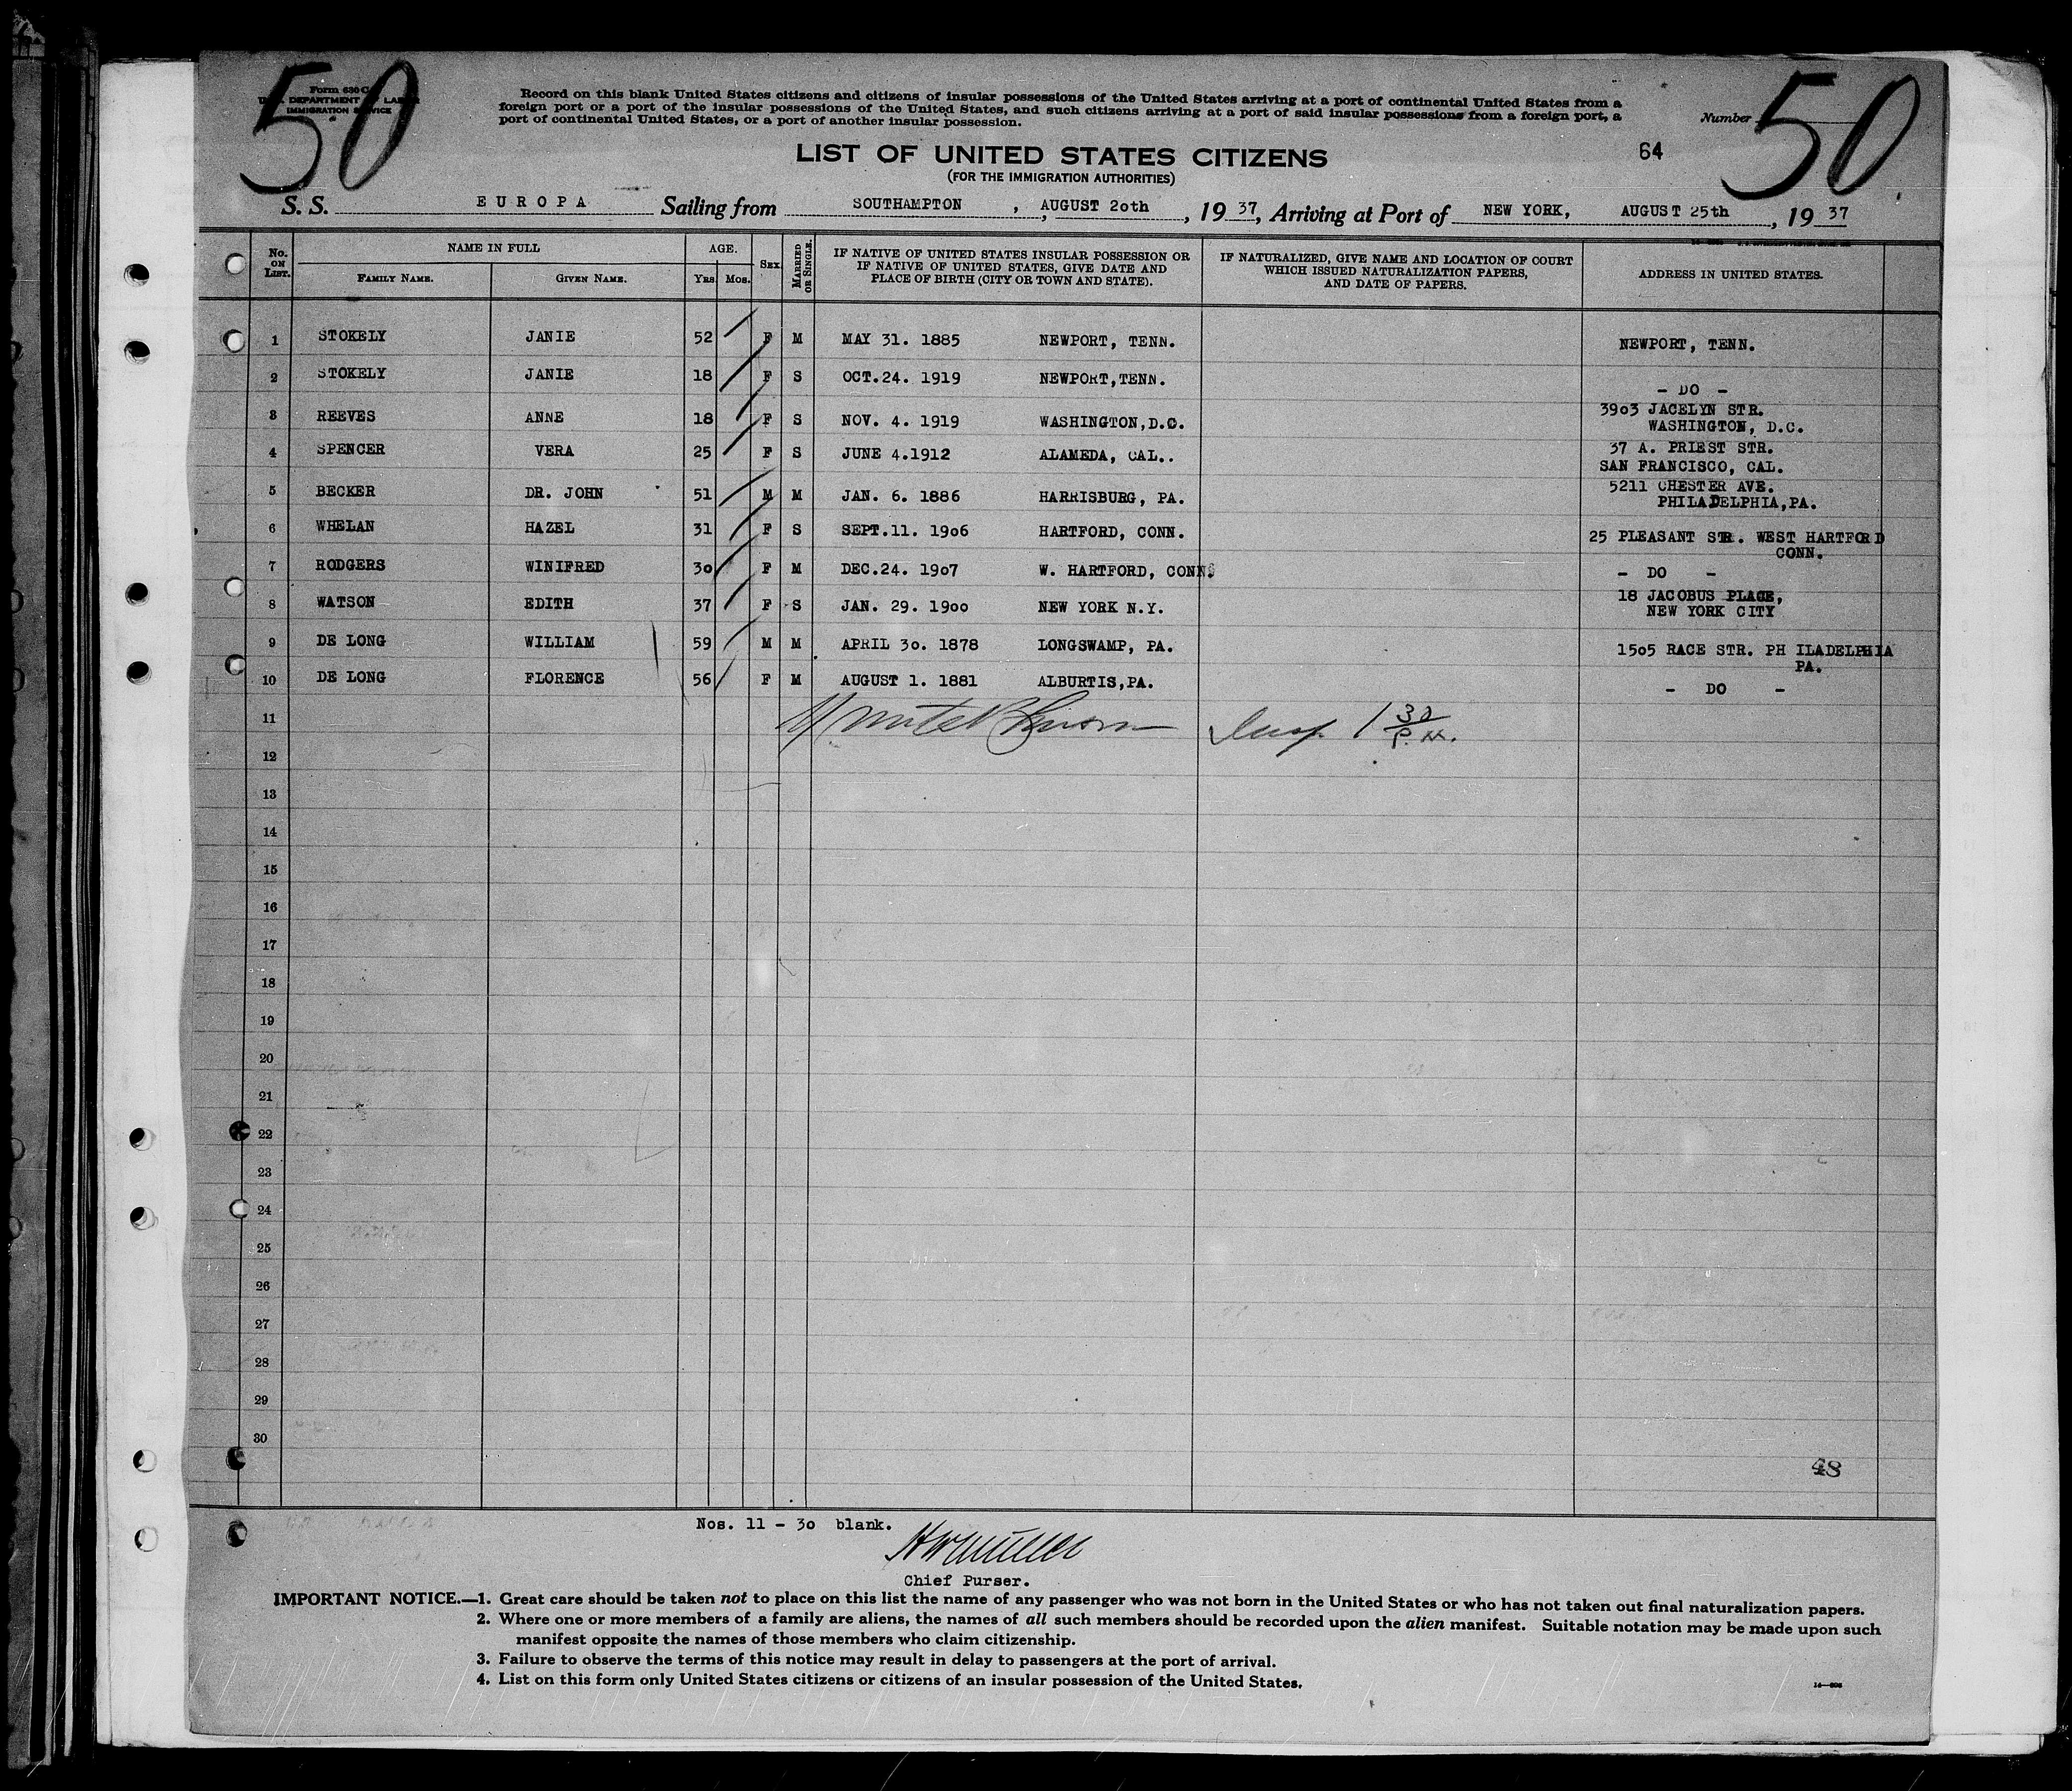 50
Form 630 C
U.S. DEPARTMENT OF LABOR
IMMIGRATION SERVICE
Record on this blank United States citizens and citizens of insular possessions of the United States arriving at a port of continental United States from a
foreign port or a port of the insular possessions of the United States, and such citizens arriving at a port of said insular possessions from a foreign port, a
port of continental United States, or a port of another insular possession.
Number 50
LIST OF UNITED STATES CITIZENS
64
(FOR THE IMMIGRATION AUTHORITIES)
S. S. EUROPA Sailing from SOUTHAMPTON, AUGUST 20th, 1937, Arriving at Port of NEW YORK, AUGUST 25th, 1937
No. ON LIST. NAME IN FULL FAMILY NAME. GIVEN NAME. AGE. YRS. MOS. SEX. MARRIED OR SINGLE. IF NATIVE OF UNITED STATES INSULAR POSSESSION OR IF NATIVE OF UNITED STATES, GIVE DATE AND PLACE OF BIRTH (CITY OR TOWN AND STATE). IF NATURALIZED, GIVE NAME AND LOCATION OF COURT WHICH ISSUED NATURALIZATION PAPERS, AND DATE OF PAPERS. ADDRESS IN UNITED STATES.
1 STOKELY JANIE 52 F M MAY 31. 1885 NEWPORT, TENN. NEWPORT, TENN.
2 STOKELY JANIE 18 F S OCT.24. 1919 NEWPORT,TENN. - DO -
3 REEVES ANNE 18 F S NOV. 4. 1919 WASHINGTON,D.C. 3903 JACELYN STR.
WASHINGTON, D.C.
4 SPENCER VERA 25 F S JUNE 4.1912 ALAMEDA, CAL.. 37 A. PRIEST STR.
SAN FRANCISCO, CAL.
5 BECKER DR. JOHN 51 M M JAN. 6. 1886 HARRISBURG, PA. 5211 CHESTER AVE.
PHILADELPHIA,PA.
6 WHELAN HAZEL 31 F S SEPT.11. 1906 HARTFORD, CONN. 25 PLEASANT STR. WEST HARTFORD
CONN.
7 RODGERS WINIFRED 30 F M DEC.24. 1907 W. HARTFORD, CONN. - DO -
8 WATSON EDITH 37 F S JAN. 29. 1900 NEW YORK N.Y. 18 JACOBUS PLACE,
NEW YORK CITY
9 DE LONG WILLIAM 59 M M APRIL 30. 1878 LONGSWAMP, PA. 1505 RACE STR. PH ILADELPHIA
PA.
10 DE LONG FLORENCE 56 F M AUGUST 1. 1881 ALBURTIS,PA. - DO -
11 Insp. 1 30 P.M.
12
13
14
15
16
17
18
19
20
21
22
23
24
25
26
27
28
29
30
48
Nos. 11 - 30 blank.
Chief Purser.
IMPORTANT NOTICE.—1. Great care should be taken not to place on this list the name of any passenger who was not born in the United States or who has not taken out final naturalization papers.
2. Where one or more members of a family are aliens, the names of all such members should be recorded upon the alien manifest. Suitable notation may be made upon such
manifest opposite the names of those members who claim citizenship.
3. Failure to observe the terms of this notice may result in delay to passengers at the port of arrival.
4. List on this form only United States citizens or citizens of an insular possession of the United States.